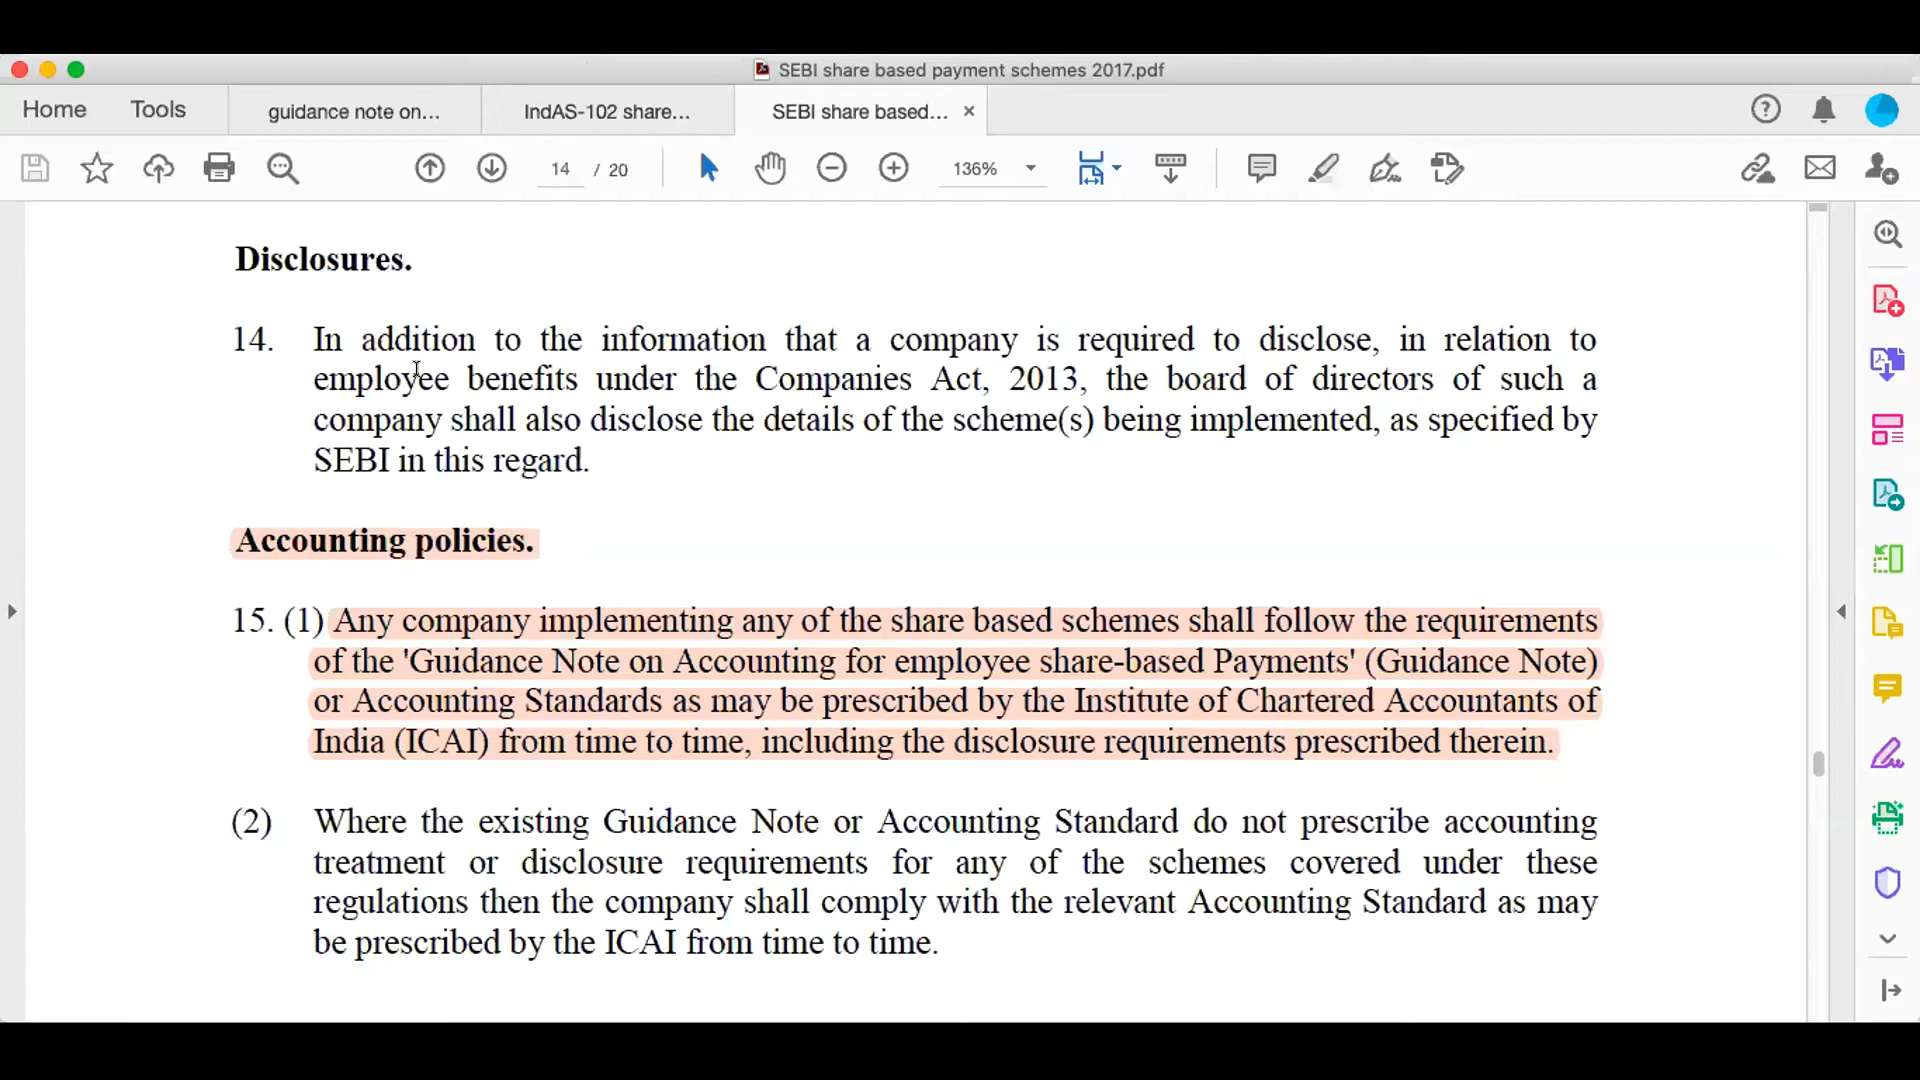 SEBI share based payment schemes 2017.pdf
Home Tools guidance note on... IndAS-102 share... SEBI share based... ×
14 / 20 136%
Disclosures.
14. In addition to the information that a company is required to disclose, in relation to
employee benefits under the Companies Act, 2013, the board of directors of such a
company shall also disclose the details of the scheme(s) being implemented, as specified by
SEBI in this regard.
Accounting policies.
15. (1) Any company implementing any of the share based schemes shall follow the requirements
of the 'Guidance Note on Accounting for employee share-based Payments' (Guidance Note)
or Accounting Standards as may be prescribed by the Institute of Chartered Accountants of
India (ICAI) from time to time, including the disclosure requirements prescribed therein.
(2) Where the existing Guidance Note or Accounting Standard do not prescribe accounting
treatment or disclosure requirements for any of the schemes covered under these
regulations then the company shall comply with the relevant Accounting Standard as may
be prescribed by the ICAI from time to time.